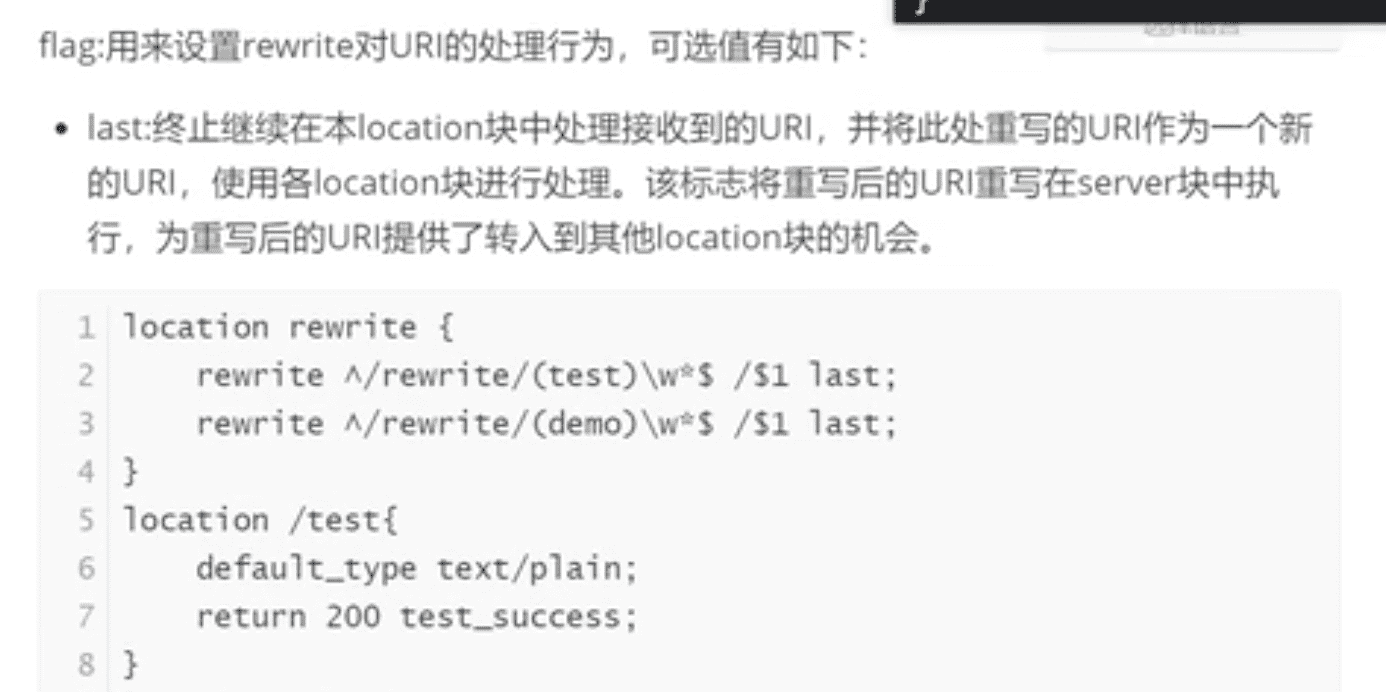 }
flag:用来设置rewrite对URI的处理行为，可选值有如下：
• last:终止继续在本location块中处理接收到的URI，并将此处重写的URI作为一个新
的URI，使用各location块进行处理。该标志将重写后的URI重写在server块中执
行，为重写后的URI提供了转入到其他location块的机会。
1 location rewrite {
2     rewrite ^/rewrite/(test)\w*$ /$1 last;
3     rewrite ^/rewrite/(demo)\w*$ /$1 last;
4 }
5 location /test{
6     default_type text/plain;
7     return 200 test_success;
8 }